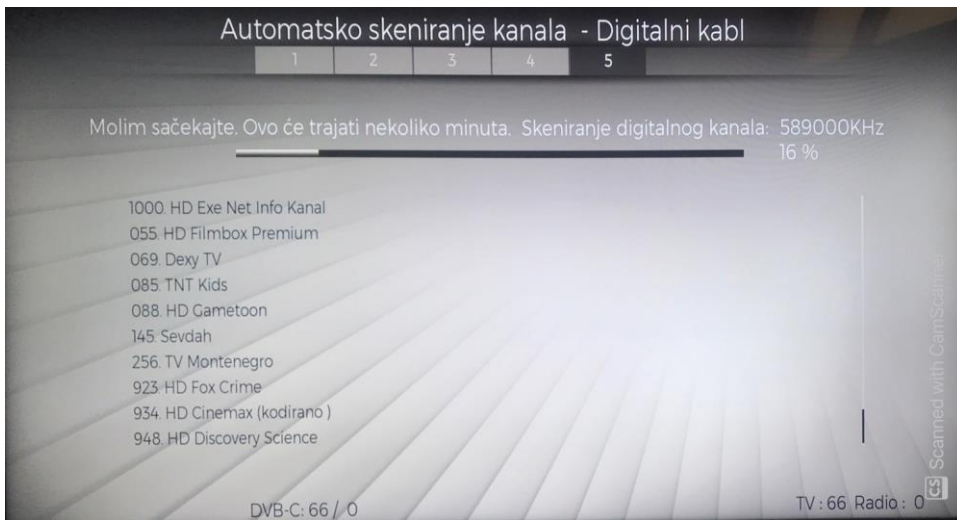 Automatsko skeniranje kanala - Digitalni kabl
1 2 3 4 5
Molim sačekajte. Ovo će trajati nekoliko minuta. Skeniranje digitalnog kanala: 589000KHz
16 %
1000. HD Exe Net Info Kanal
055. HD Filmbox Premium
069. Dexy TV
085. TNT Kids
088. HD Gametoon
145. Sevdah
256. TV Montenegro
923. HD Fox Crime
934. HD Cinemax (kodirano )
948. HD Discovery Science
DVB-C: 66 / 0
TV : 66 Radio : 0
CS Scanned with CamScanner